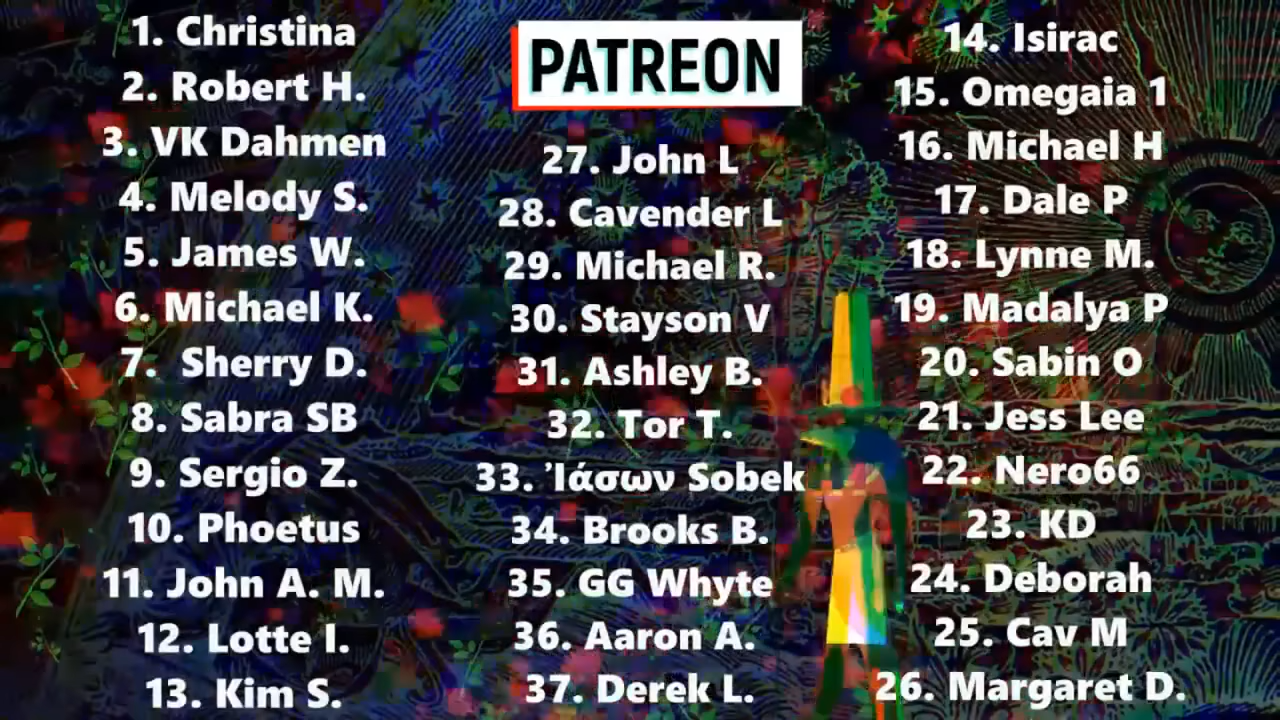 PATREON
1. Christina
2. Robert H.
3. VK Dahmen
4. Melody S.
5. James W.
6. Michael K.
7. Sherry D.
8. Sabra SB
9. Sergio Z.
10. Phoetus
11. John A. M.
12. Lotte I.
13. Kim S.
14. Isirac
15. Omegaia 1
16. Michael H
17. Dale P
18. Lynne M.
19. Madalya P
20. Sabin O
21. Jess Lee
22. Nero66
23. KD
24. Deborah
25. Cav M
26. Margaret D.
27. John L
28. Cavender L
29. Michael R.
30. Stayson V
31. Ashley B.
32. Tor T.
33. Ἰάσων Sobek
34. Brooks B.
35. GG Whyte
36. Aaron A.
37. Derek L.